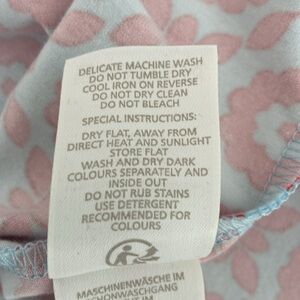 DELICATE MACHINE WASH
DO NOT TUMBLE DRY
COOL IRON ON REVERSE
DO NOT DRY CLEAN
DO NOT BLEACH
SPECIAL INSTRUCTIONS:
DRY FLAT, AWAY FROM
DIRECT HEAT AND SUNLIGHT
STORE FLAT
WASH AND DRY DARK
COLOURS SEPARATELY AND
INSIDE OUT
DO NOT RUB STAINS
USE DETERGENT
RECOMMENDED FOR
COLOURS
MASCHINENWÄSCHE IM
SCHONWASCHGANG